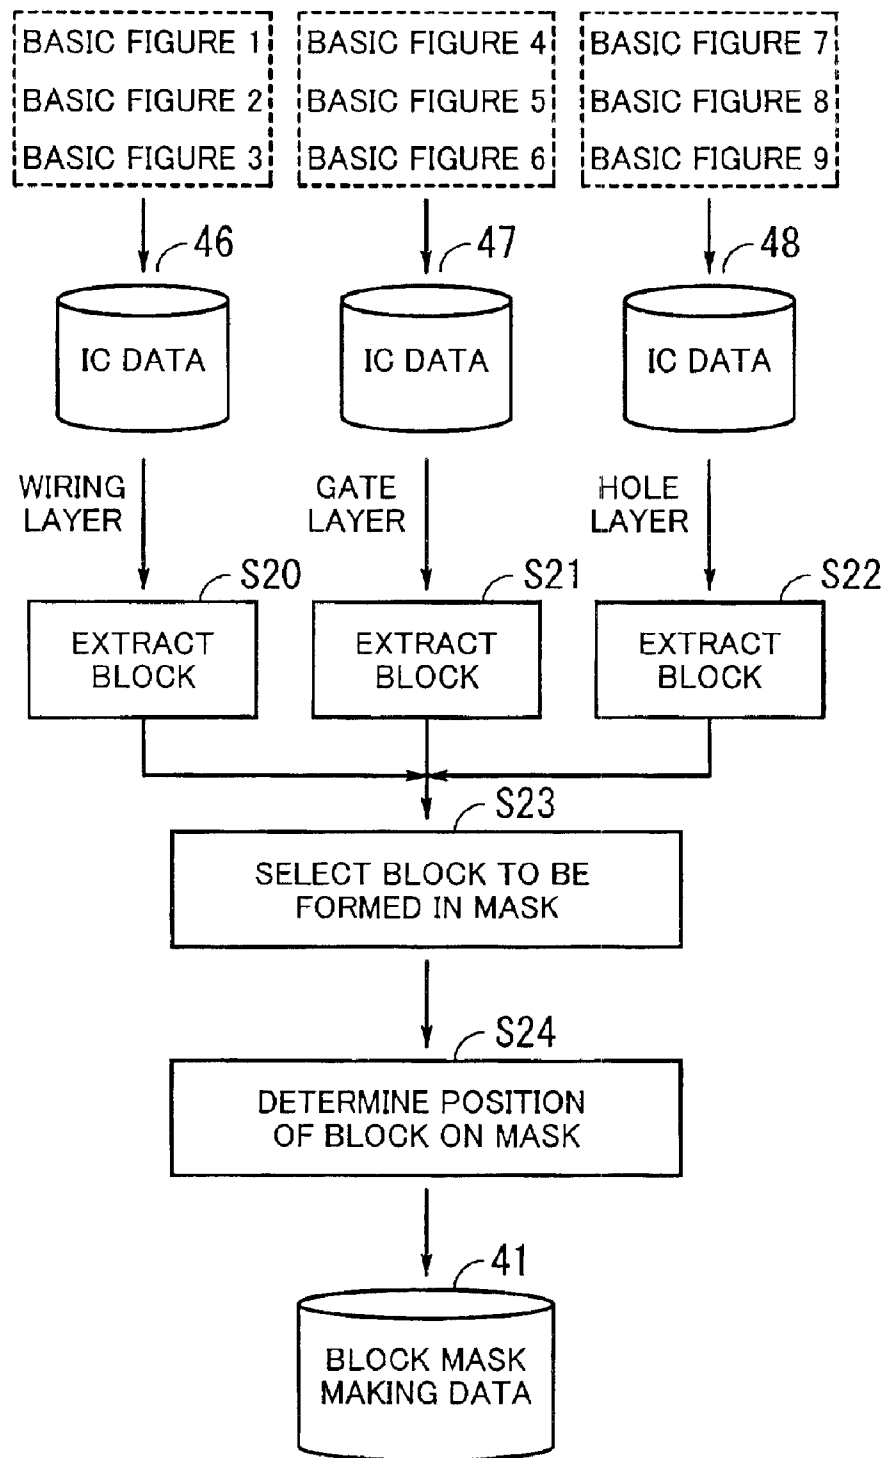 BASIC FIGURE 1
BASIC FIGURE 2
BASIC FIGURE 3
BASIC FIGURE 4
BASIC FIGURE 5
BASIC FIGURE 6
BASIC FIGURE 7
BASIC FIGURE 8
BASIC FIGURE 9
46
47
48
IC DATA
IC DATA
IC DATA
WIRING
LAYER
GATE
LAYER
HOLE
LAYER
S20
S21
S22
EXTRACT
BLOCK
EXTRACT
BLOCK
EXTRACT
BLOCK
S23
SELECT BLOCK TO BE
FORMED IN MASK
S24
DETERMINE POSITION
OF BLOCK ON MASK
41
BLOCK MASK
MAKING DATA